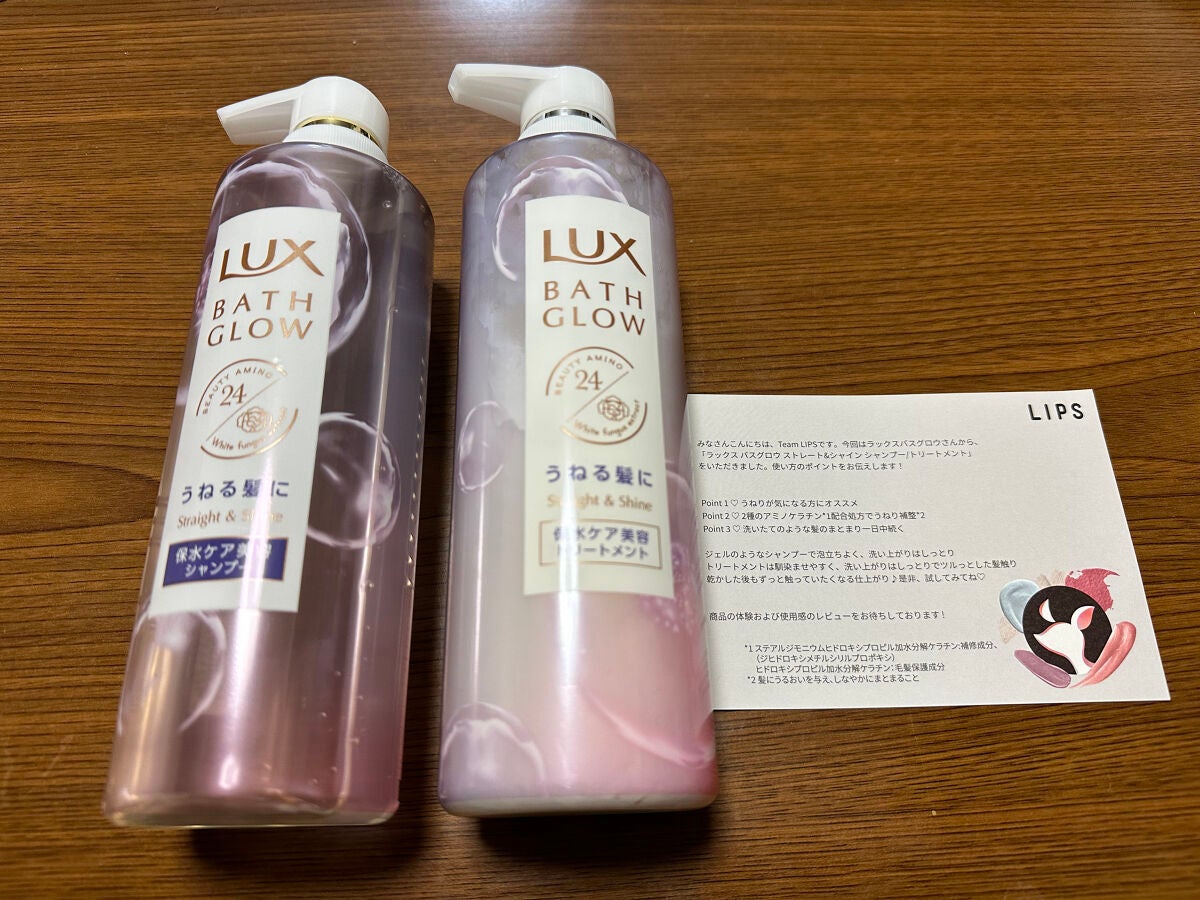 LUX
BATH
GLOW
BEAUTY AMINO
24
White fungus
うねる髪に
Straight & Shine
保水ケア美容
シャンプー
LUX
BATH
GLOW
BEAUTY AMINO
24
White fungus extract
うねる髪に
Straight & Shine
保水ケア美容
トリートメント
LIPS
みなさんこんにちは、Team LIPSです。今回はラックスバスグロウさんから、
「ラックス バスグロウ ストレート&シャイン シャンプー/トリートメント」
をいただきました。使い方のポイントをお伝えします！
Point 1 ♡ うねりが気になる方にオススメ
Point 2 ♡ 2種のアミノケラチン*1配合処方でうねり補整*2
Point 3 ♡ 洗いたてのような髪のまとまり一日中続く
ジェルのようなシャンプーで泡立ちよく、洗い上がりはしっとり
トリートメントは馴染ませやすく、洗い上がりはしっとりでツルっとした髪触り
乾かした後もずっと触っていたくなる仕上がり♪是非、試してみてね♡
商品の体験および使用感のレビューをお待ちしております！
*1 ステアルジモニウムヒドロキシプロピル加水分解ケラチン:補修成分、
（ジヒドロキシメチルシリルプロポキシ）
ヒドロキシプロピル加水分解ケラチン：毛髪保護成分
*2 髪にうるおいを与え、しなやかにまとまること